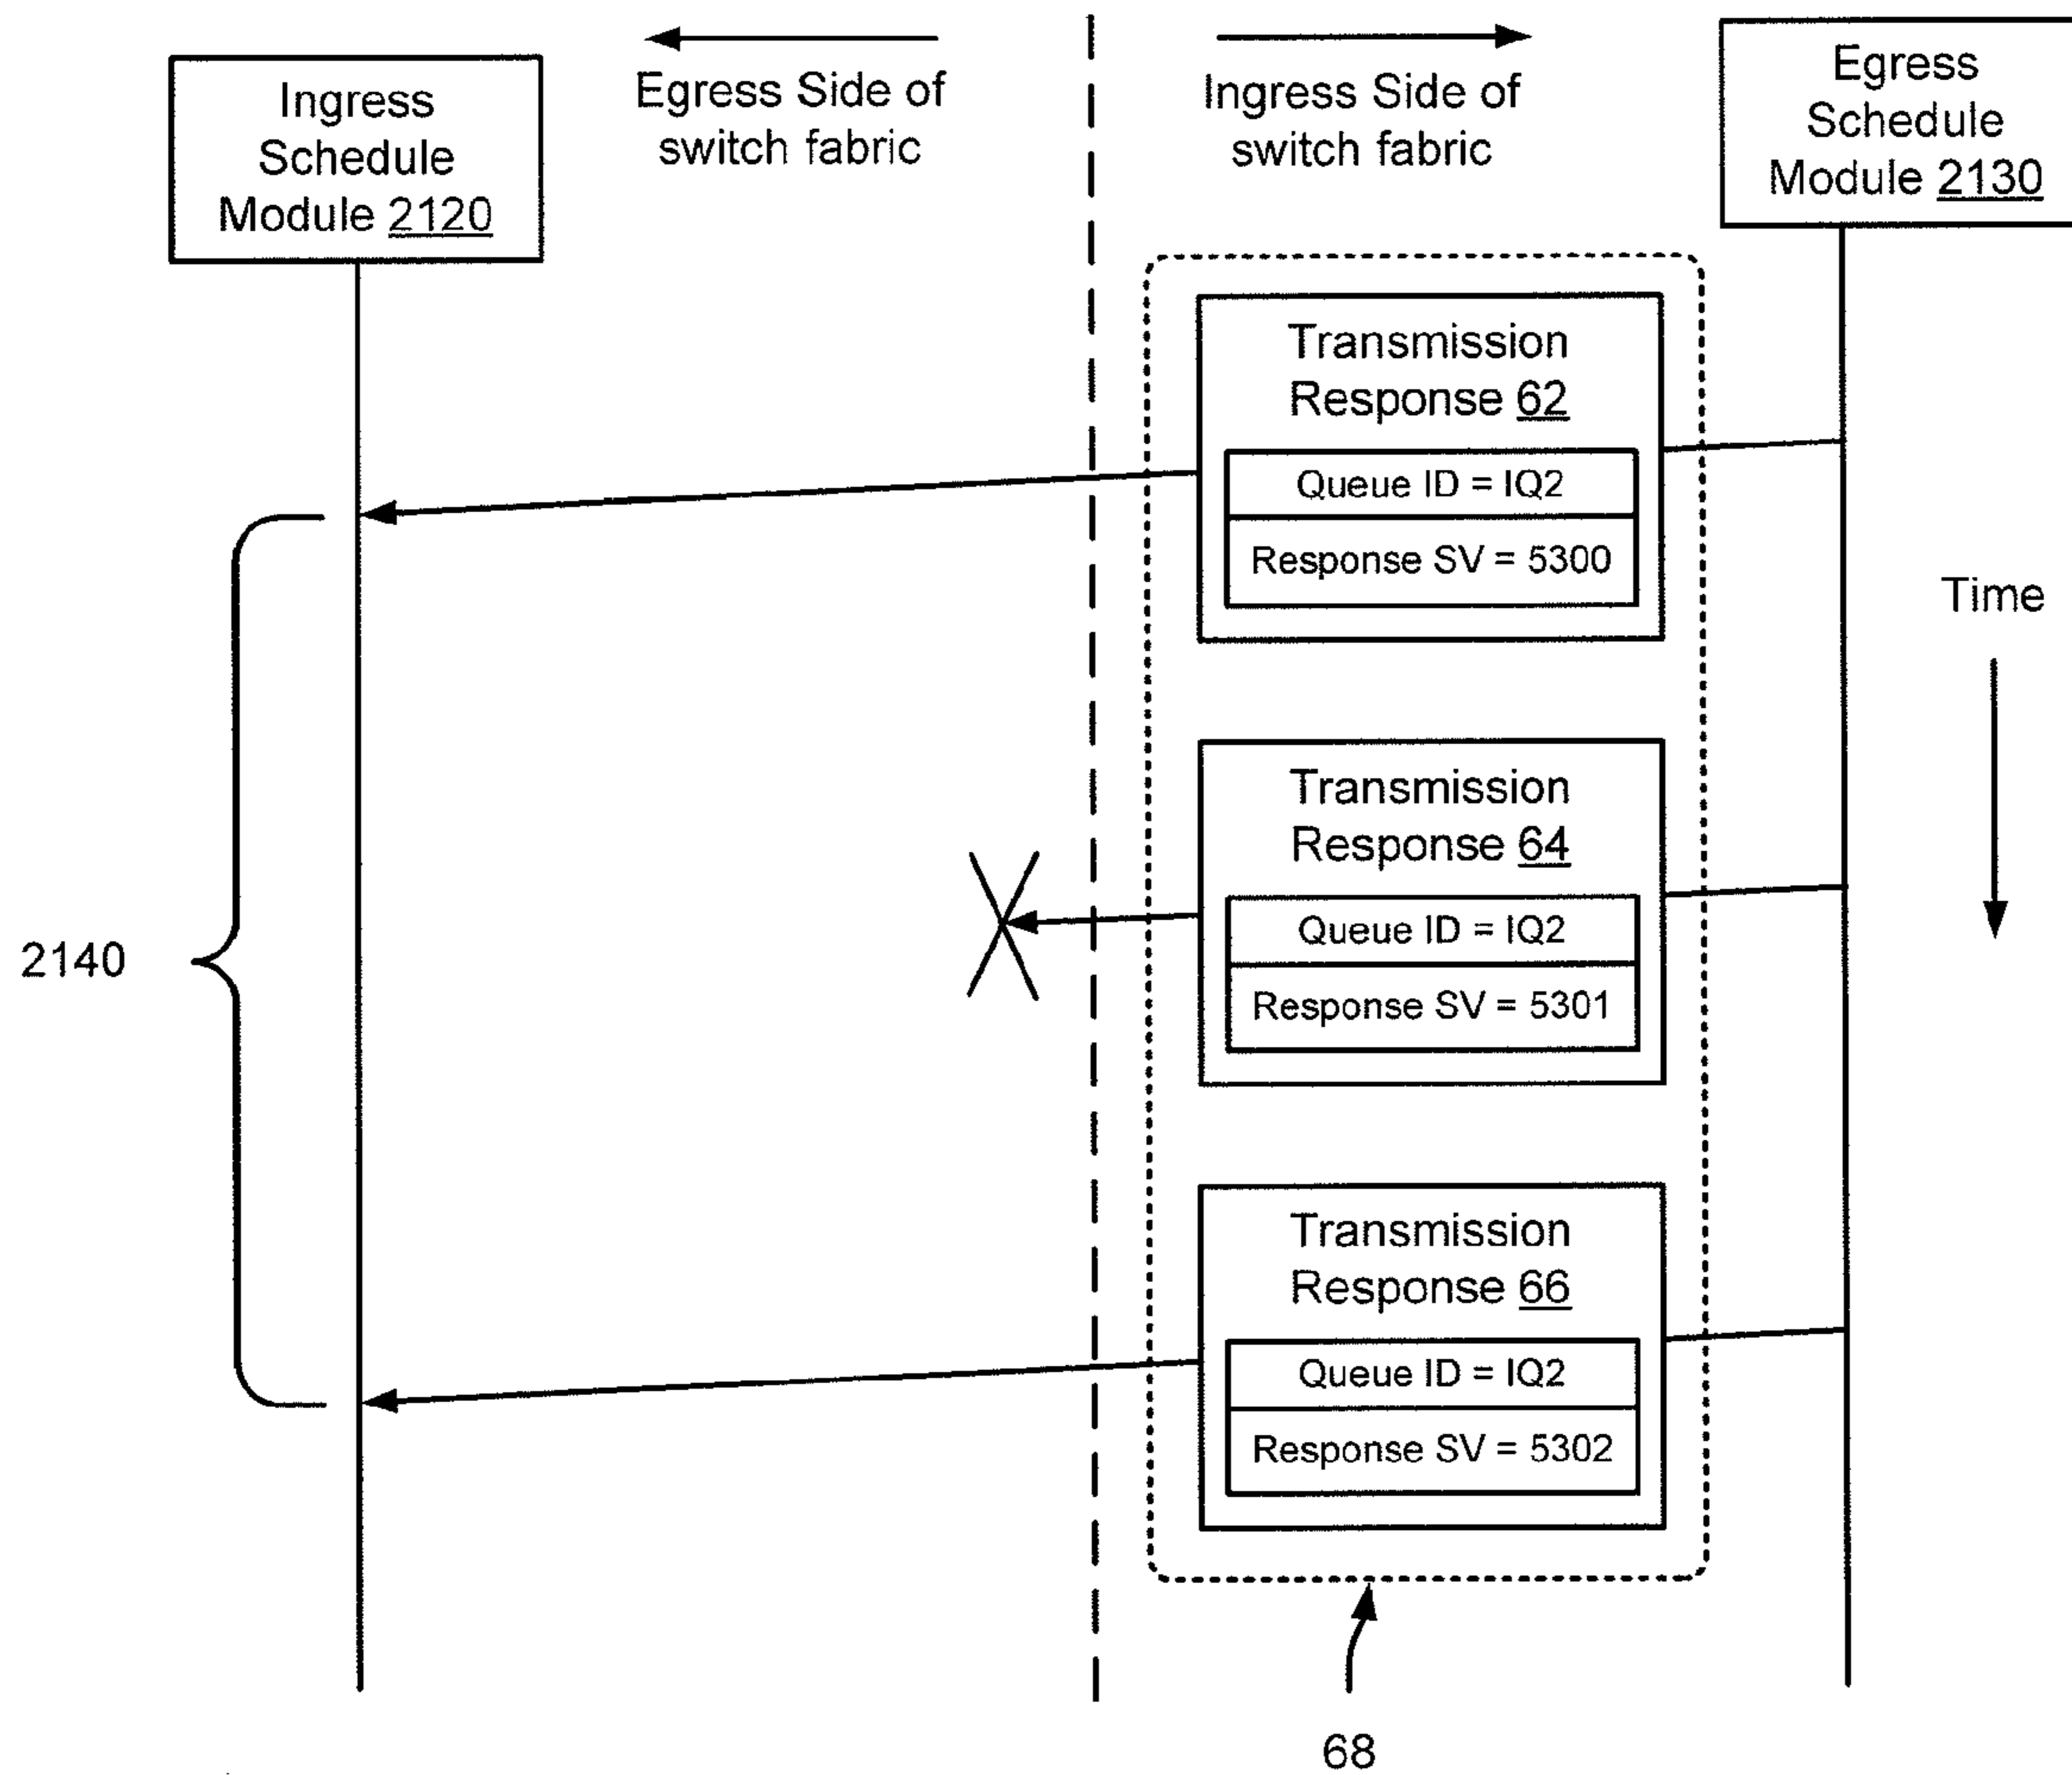 Ingress
Schedule
Module 2120
Egress Side of
switch fabric
Ingress Side of
switch fabric
Egress
Schedule
Module 2130
Transmission
Response 62
Queue ID = IQ2
Response SV = 5300
Time
Transmission
Response 64
Queue ID = IQ2
Response SV = 5301
2140
Transmission
Response 66
Queue ID = IQ2
Response SV = 5302
68